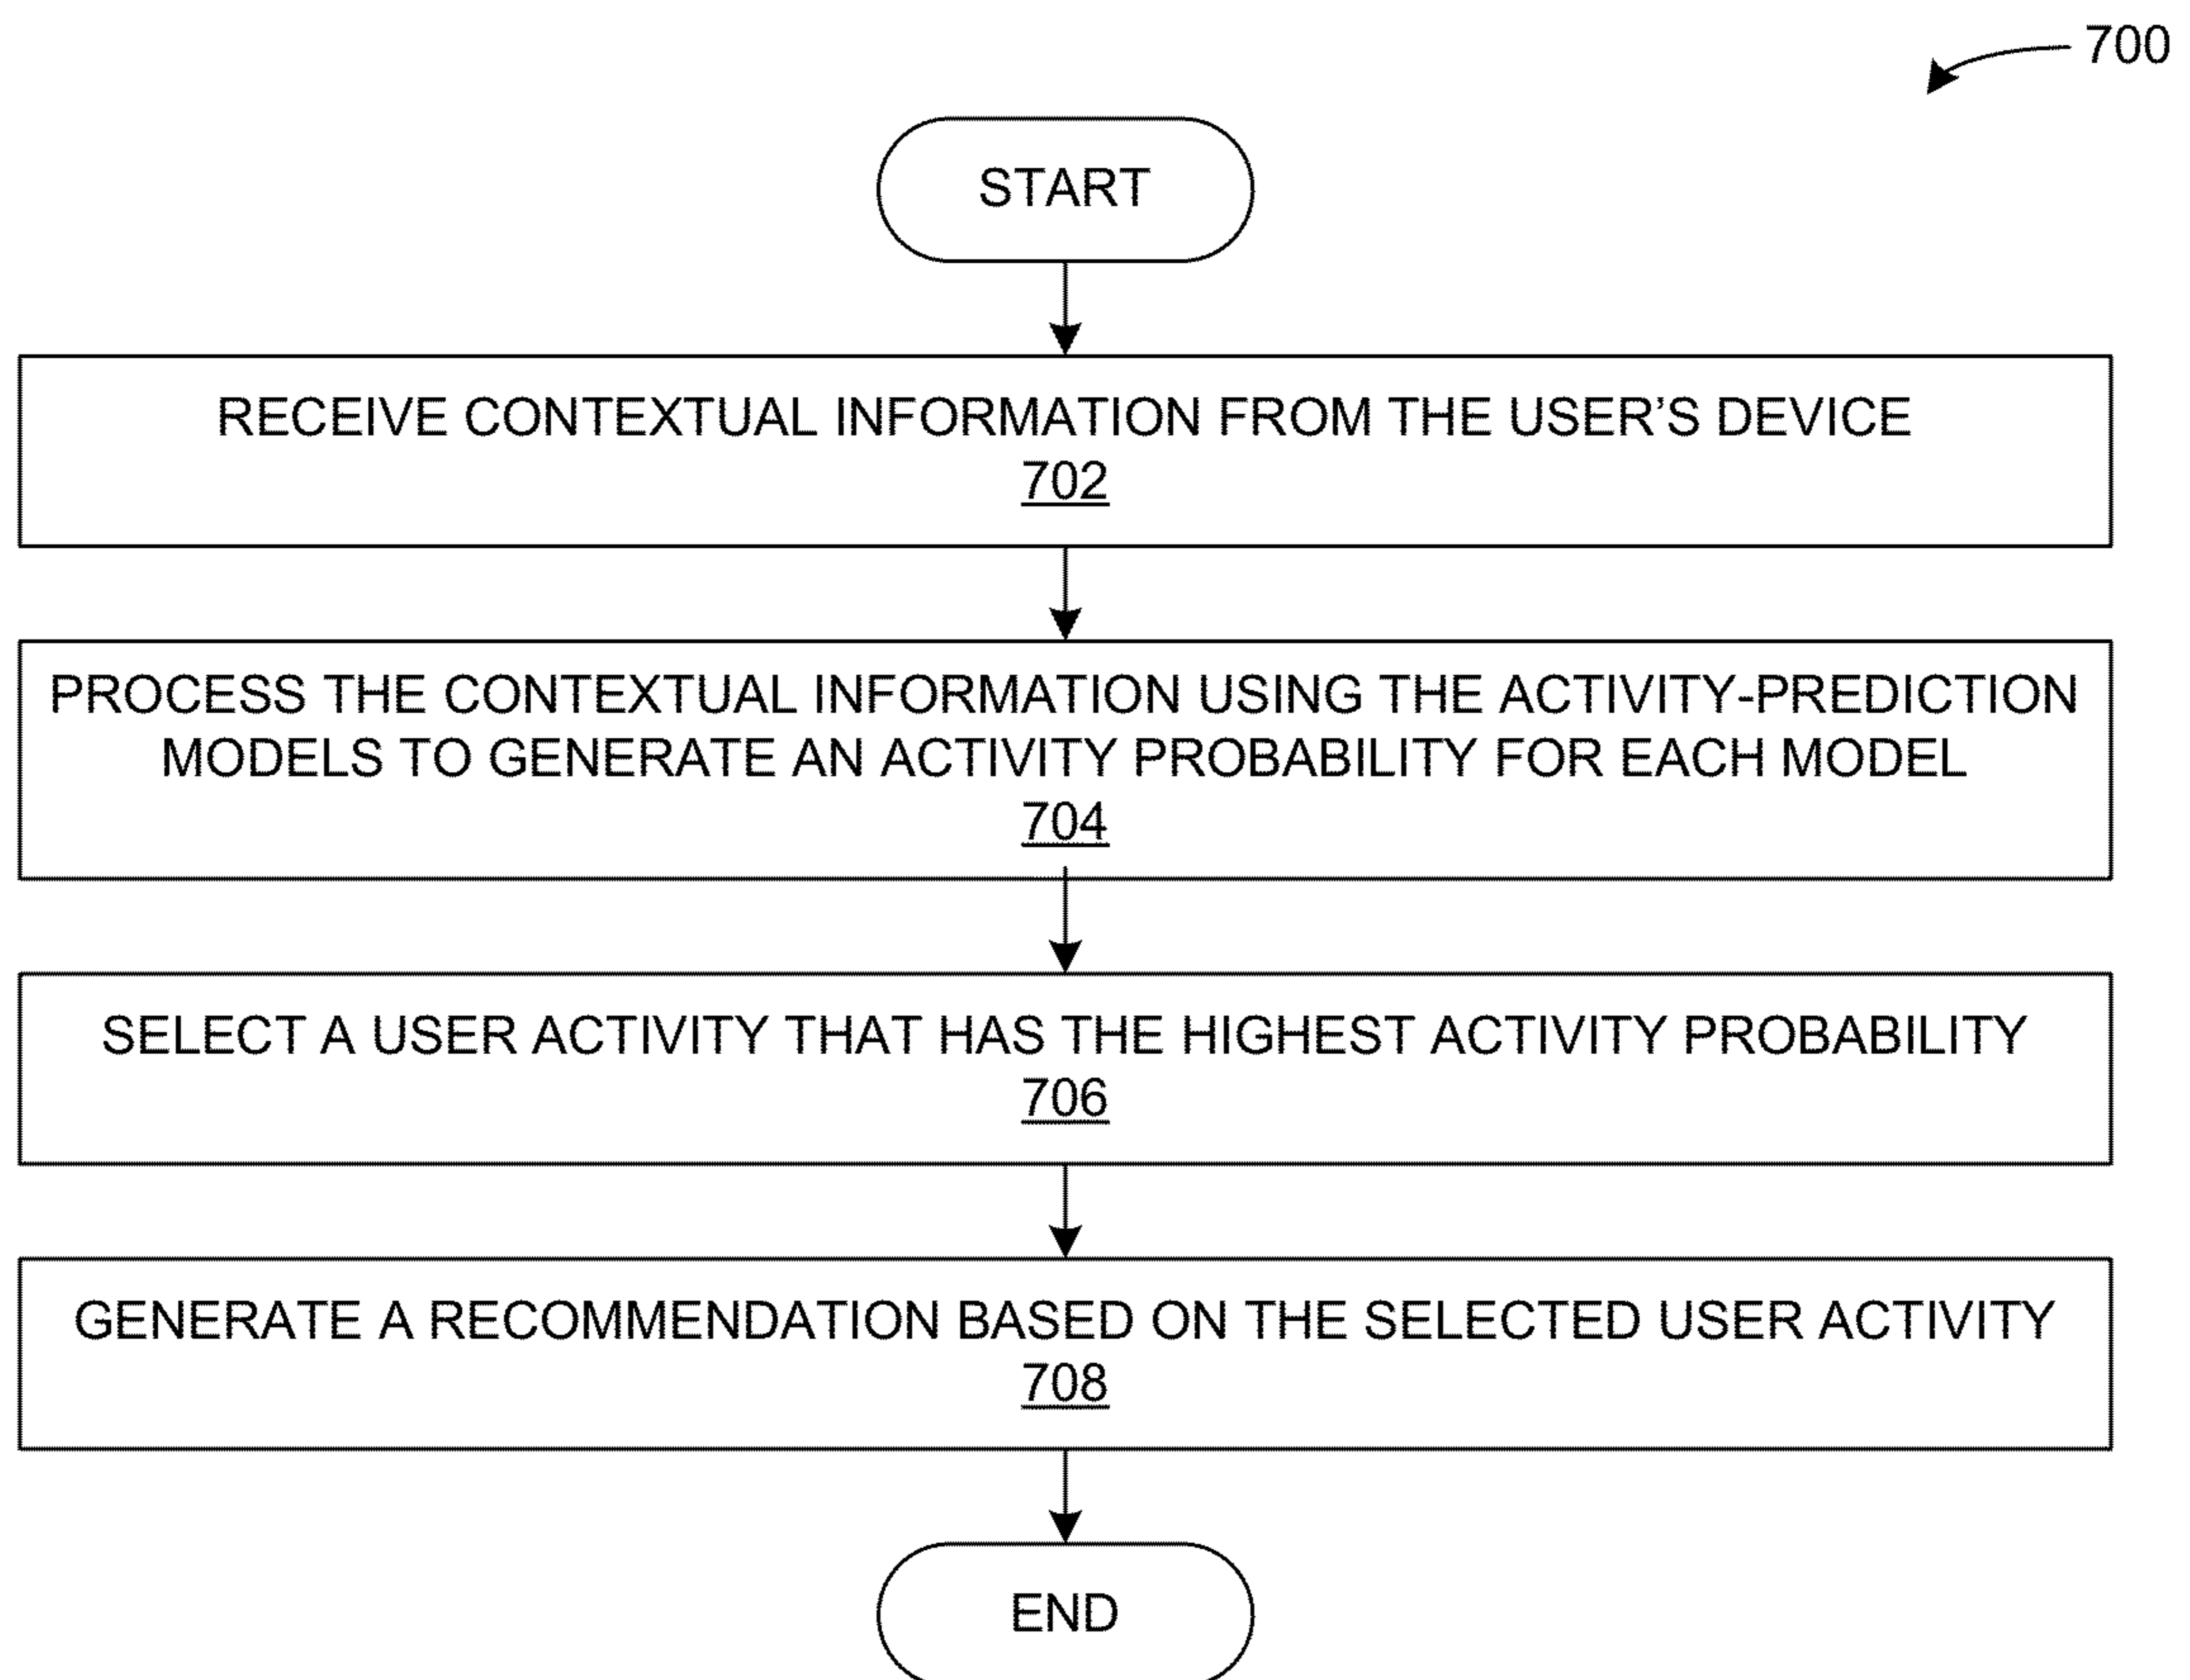 700
START
RECEIVE CONTEXTUAL INFORMATION FROM THE USER’S DEVICE
702
PROCESS THE CONTEXTUAL INFORMATION USING THE ACTIVITY-PREDICTION
MODELS TO GENERATE AN ACTIVITY PROBABILITY FOR EACH MODEL
704
SELECT A USER ACTIVITY THAT HAS THE HIGHEST ACTIVITY PROBABILITY
706
GENERATE A RECOMMENDATION BASED ON THE SELECTED USER ACTIVITY
708
END